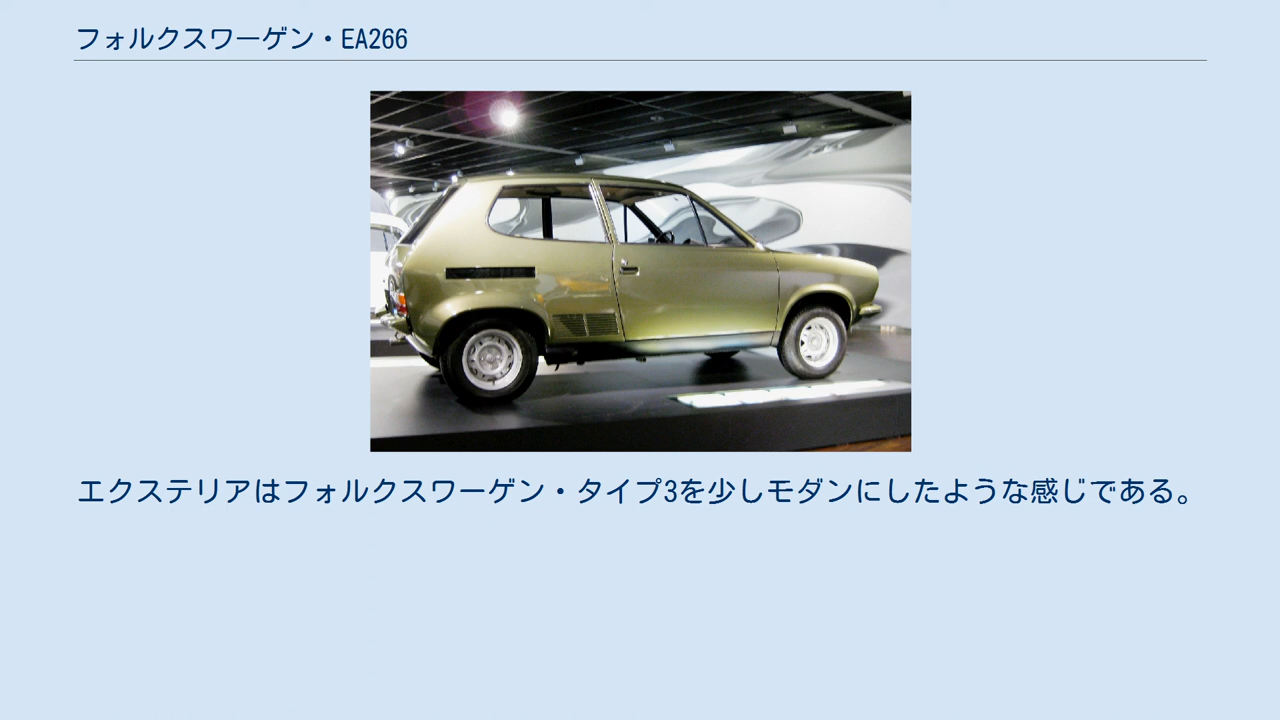 フォルクスワーゲン・EA266
エクステリアはフォルクスワーゲン・タイプ3を少しモダンにしたような感じである。